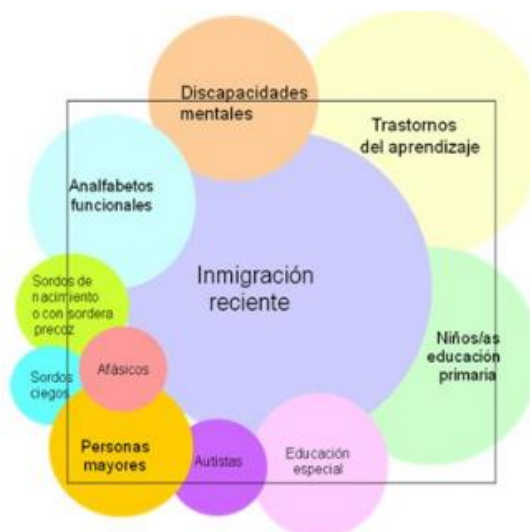 Discapacidades
mentales
Trastornos
del aprendizaje
Analfabetos
funcionales
Inmigración
reciente
Sordos de
nacimiento
o con sordera
precoz
Niños/as
educación
primaria
Afásicos
Sordos
ciegos
Personas
mayores
Autistas
Educación
especial